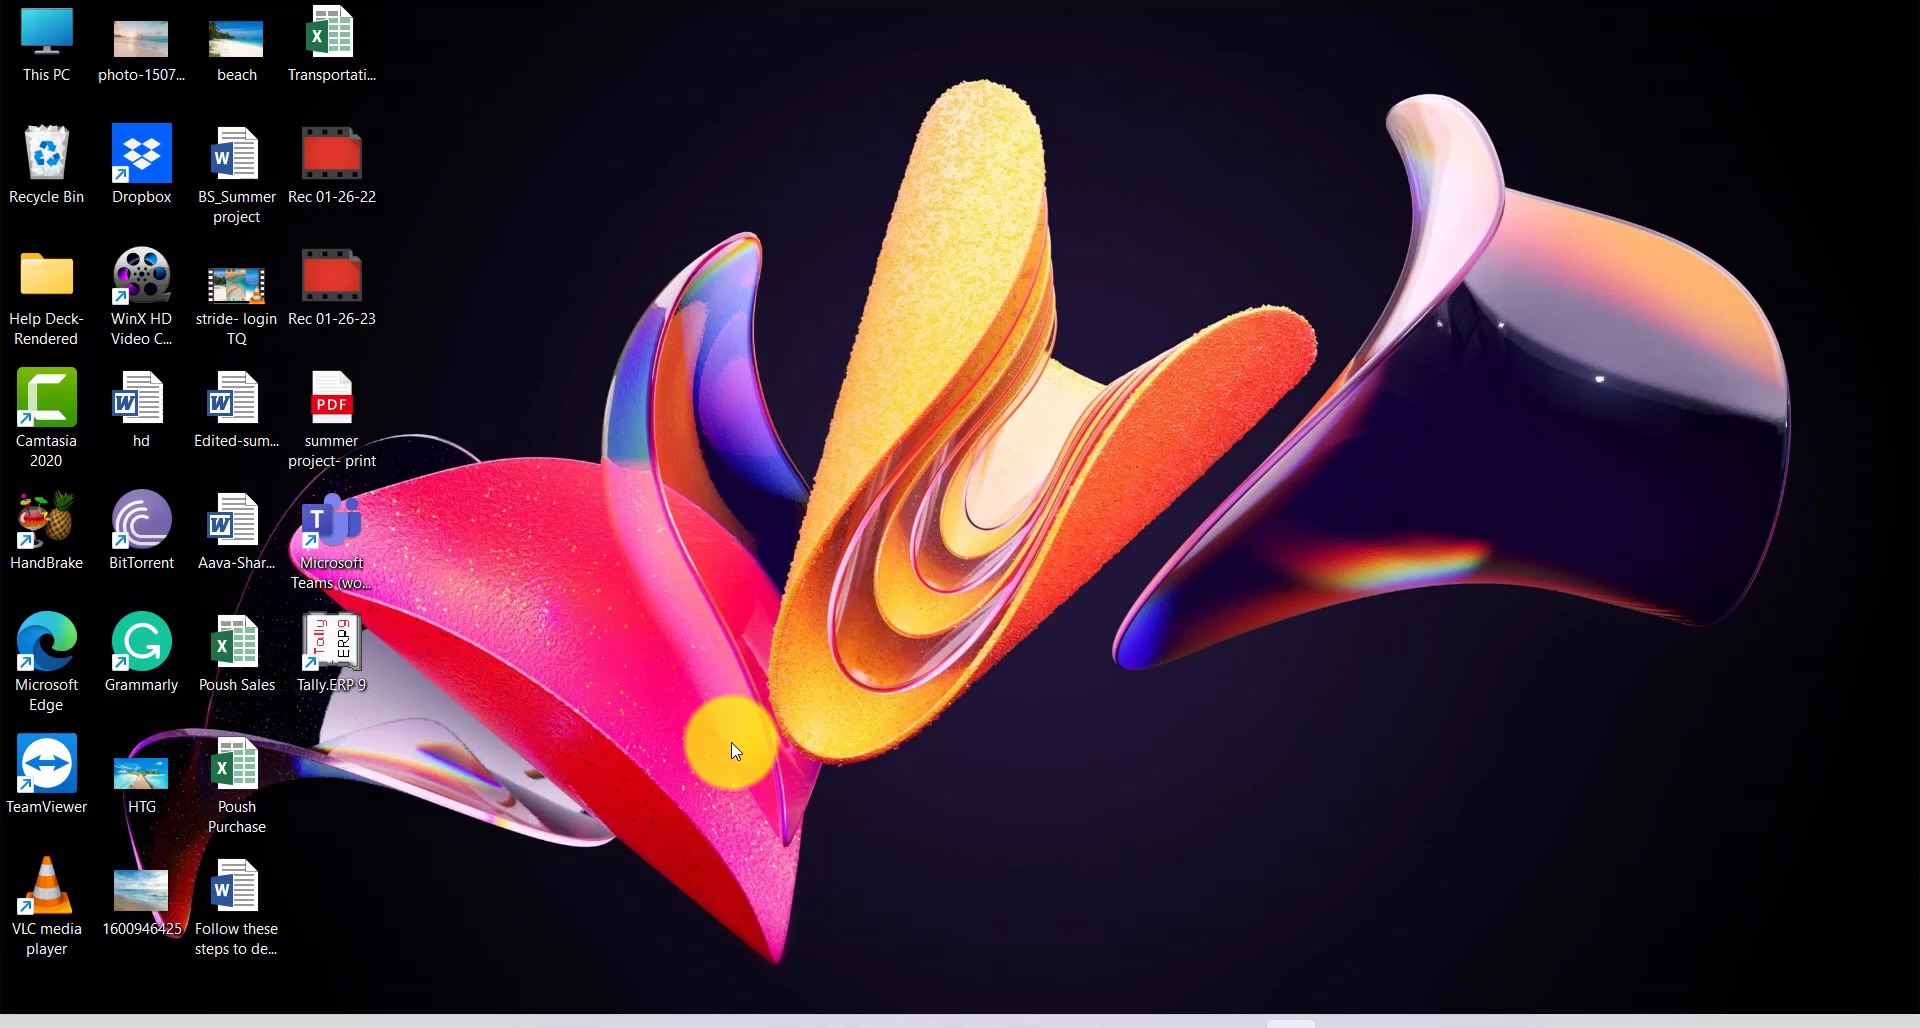 This PC
photo-1507...
beach
Transportati...
Recycle Bin
Dropbox
BS_Summer
project
Rec 01-26-22
Help Deck-
Rendered
WinX HD
Video C...
stride- login
TQ
Rec 01-26-23
Camtasia
2020
hd
Edited-sum...
PDF
summer
project- print
HandBrake
BitTorrent
Aava-Shar...
Microsoft
Teams (wo...
Microsoft
Edge
Grammarly
Poush Sales
Tally
ERP9
Tally.ERP 9
TeamViewer
HTG
Poush
Purchase
VLC media
player
1600946425
Follow these
steps to de...